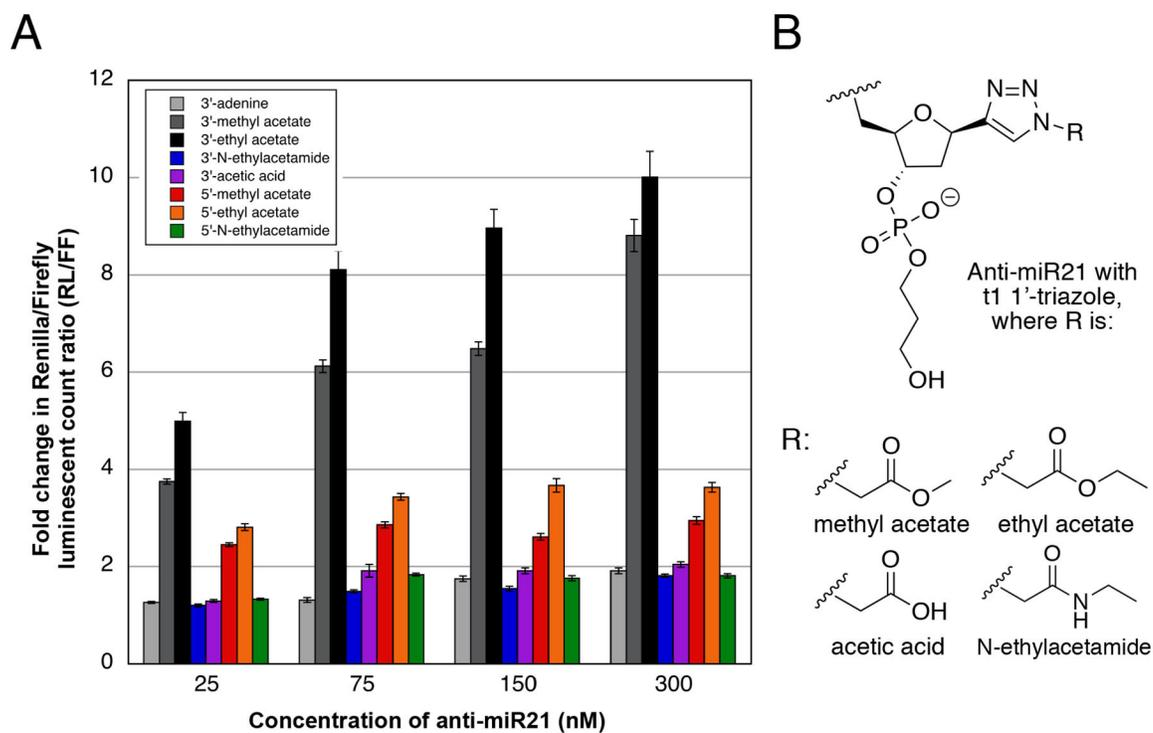 A
Fold change in Renilla/Firefly
luminescent count ratio (RL/FF)
12
10
8
6
4
2
0
3'-adenine
3'-methyl acetate
3'-ethyl acetate
3'-N-ethylacetamide
3'-acetic acid
5'-methyl acetate
5'-ethyl acetate
5'-N-ethylacetamide
25
75
150
300
Concentration of anti-miR21 (nM)
B
N=N
O
N
R
O
O
P
O
O
OH
Anti-miR21 with
t1 1’-triazole,
where R is:
R:
O
O
methyl acetate
O
O
ethyl acetate
O
OH
acetic acid
O
N
H
N-ethylacetamide